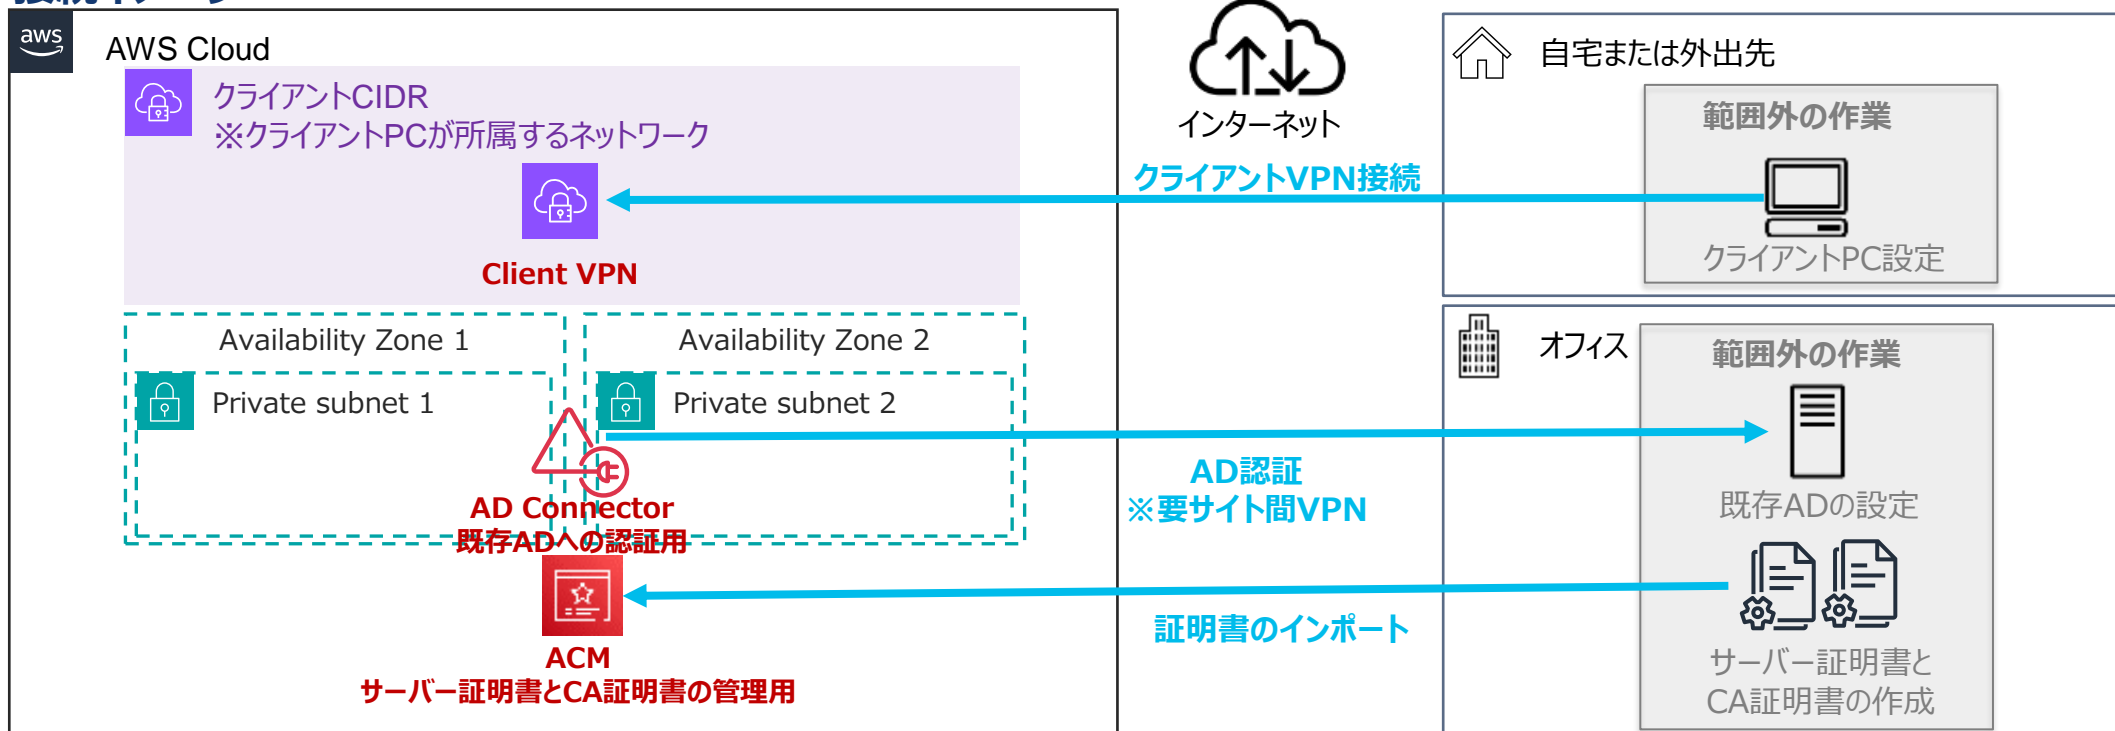 aws
AWS Cloud
クライアントCIDR
※クライアントPCが所属するネットワーク
Client VPN
Availability Zone 1
Availability Zone 2
Private subnet 1
Private subnet 2
AD Connector
既存ADへの認証用
ACM
サーバー証明書とCA証明書の管理用
インターネット
クライアントVPN接続
AD認証
※要サイト間VPN
証明書のインポート
自宅または外出先
範囲外の作業
クライアントPC設定
オフィス
範囲外の作業
既存ADの設定
サーバー証明書と
CA証明書の作成